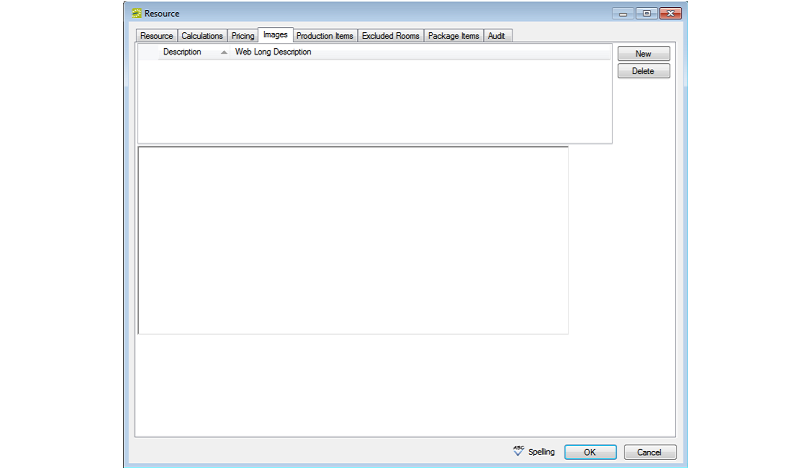 Resource
Resource Calculations Pricing Images Production Items Excluded Rooms Package Items Audit
Description Web Long Description
New
Delete
ABC Spelling OK Cancel